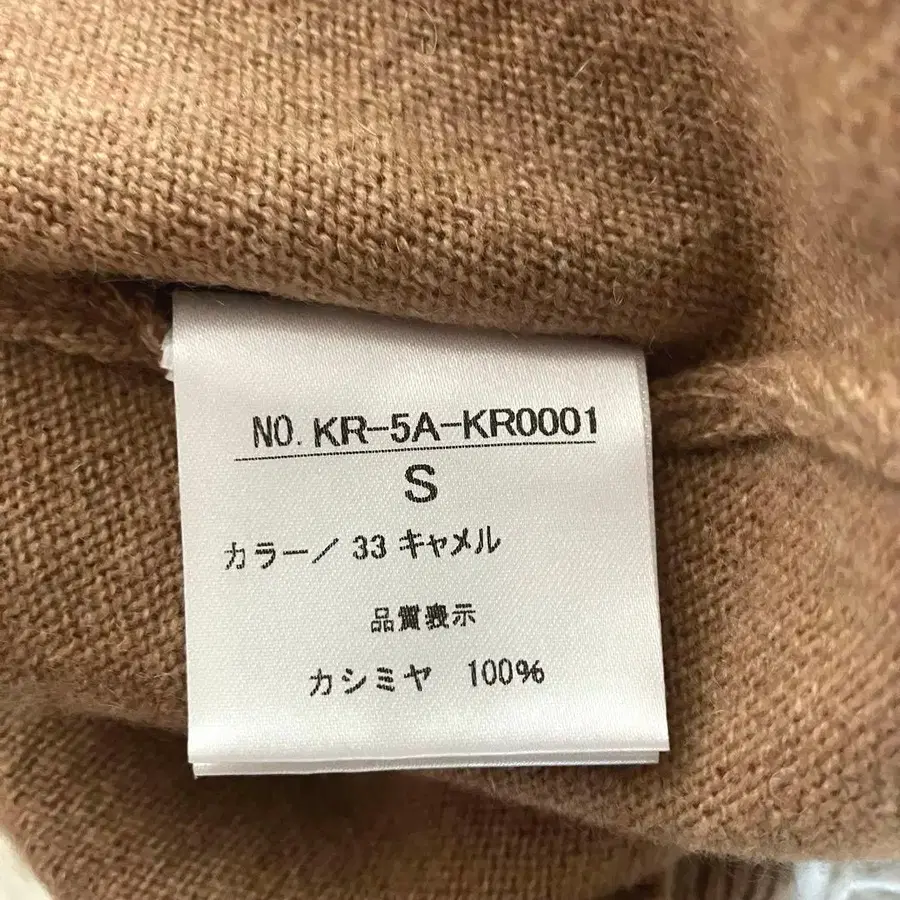 NO. KR-5A-KR0001
S
カラー/ 33 キャメル
品質表示
カシミヤ 100%